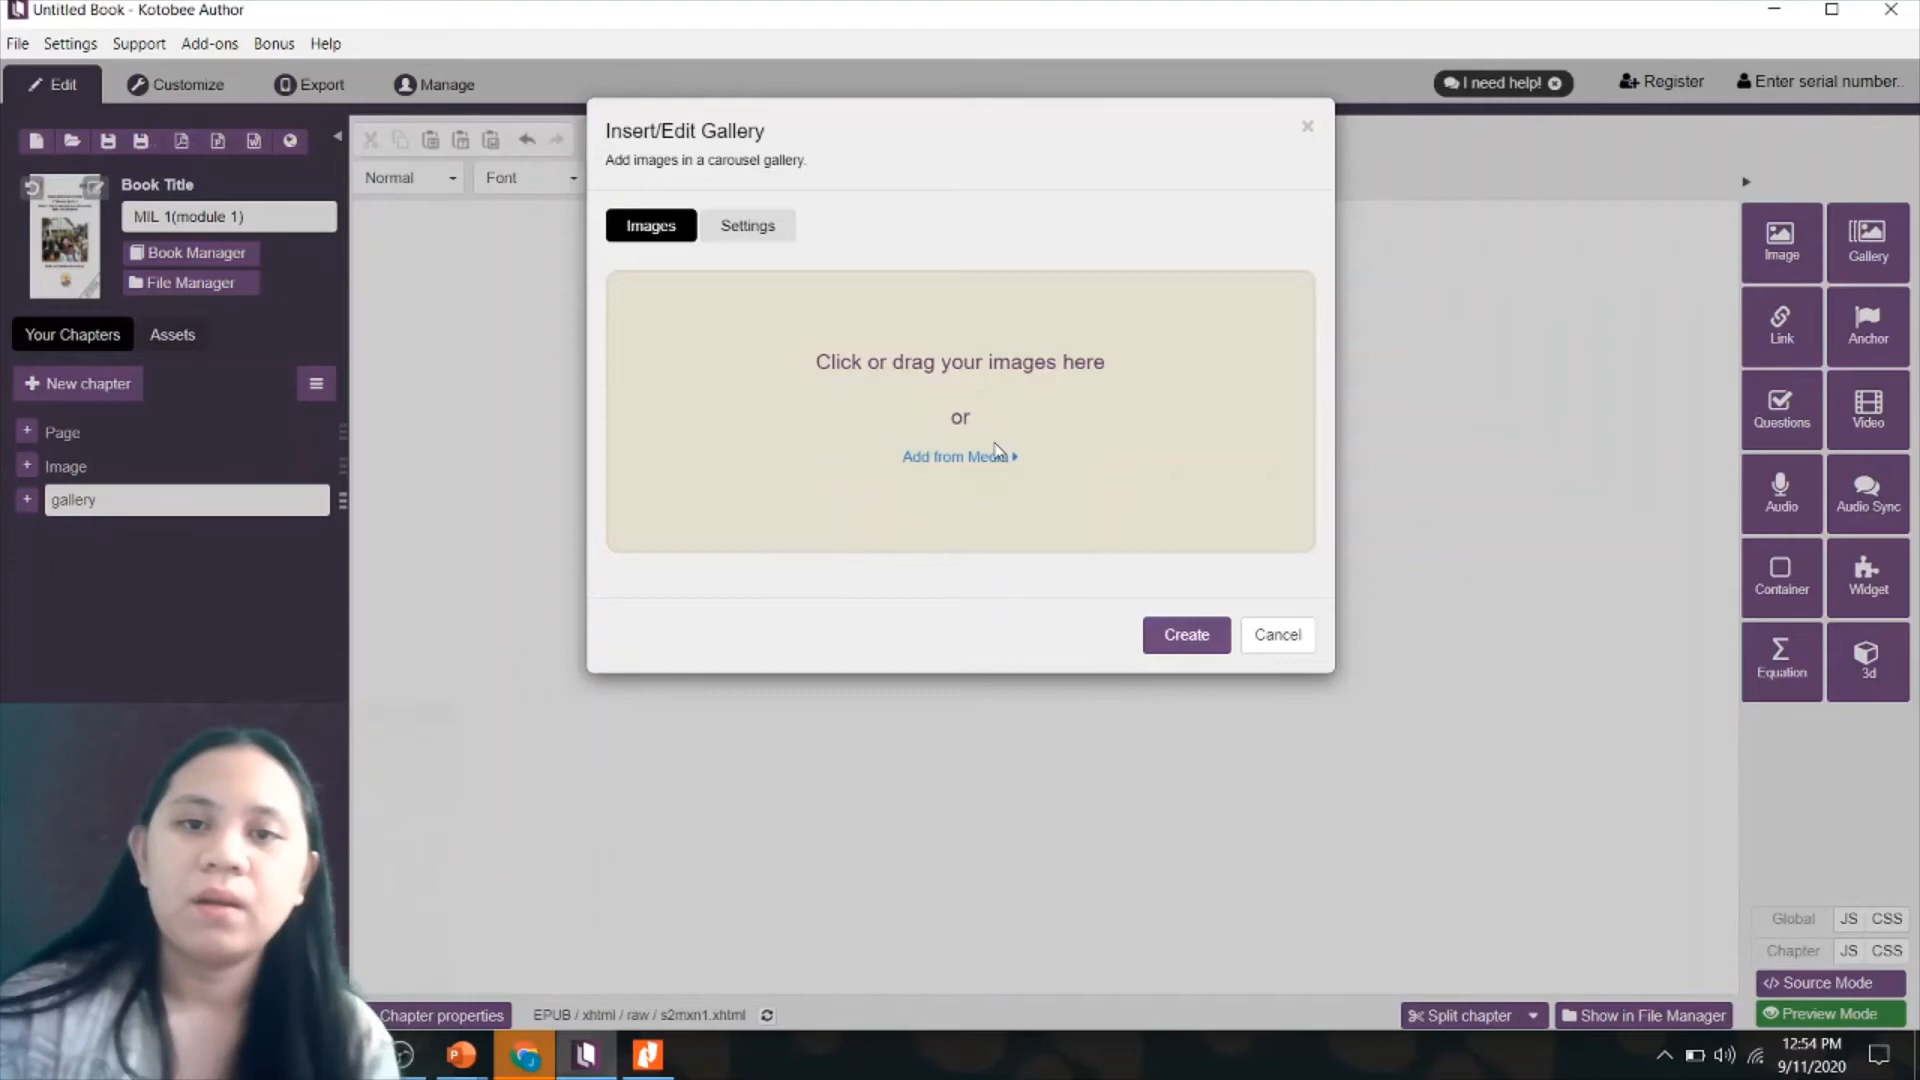 Untitled Book - Kotobee Author
File Settings Support Add-ons Bonus Help
Edit Customize Export Manage
I need help! Register Enter serial number..
Insert/Edit Gallery
Add images in a carousel gallery.
Images Settings
Click or drag your images here
or
Add from Media
Create Cancel
Normal Font
Book Title
MIL 1(module 1)
Book Manager
File Manager
Your Chapters Assets
New chapter
Page
Image
gallery
Image Gallery
Link Anchor
Questions Video
Audio Audio Sync
Container Widget
Equation 3d
Global JS CSS
Chapter JS CSS
</> Source Mode
Preview Mode
Chapter properties EPUB / xhtml / raw / s2mxn1.xhtml Split chapter Show in File Manager
12:54 PM
9/11/2020